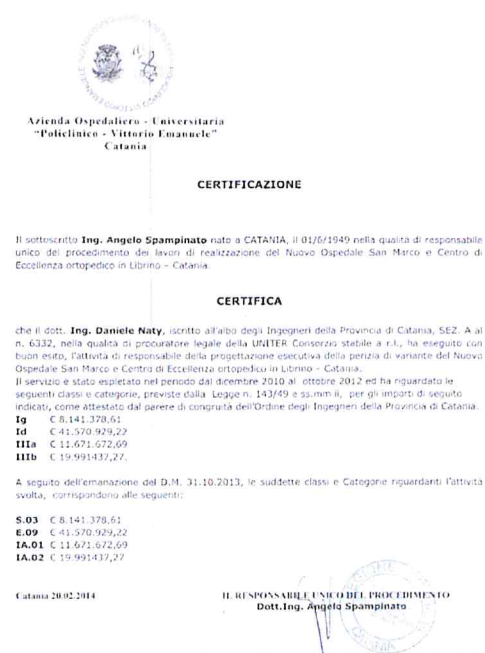 Azienda Ospedaliero - Universitaria
"Policlinico - Vittorio Emanuele"
Catania
CERTIFICAZIONE
Il sottoscritto Ing. Angelo Spampinato nato a CATANIA, il 01/6/1949 nella qualità di responsabile
unico del procedimento dei lavori di realizzazione del Nuovo Ospedale San Marco e Centro di
Eccellenza ortopedico in Librino – Catania.
CERTIFICA
che il dott. Ing. Daniele Naty, iscritto all'albo degli Ingegneri della Provincia di Catania, SEZ. A al
n. 6332, nella qualità di procuratore legale della UNITER Consorzio stabile a r.l., ha eseguito con
buon esito, l'attività di responsabile della progettazione esecutiva della perizia di variante del Nuovo
Ospedale San Marco e Centro di Eccellenza ortopedico in Librino - Catania.
Il servizio è stato espletato nel periodo dal dicembre 2010 al ottobre 2012 ed ha riguardato le
seguenti classi e categorie, previste dalla Legge n. 143/49 e ss.mm ii, per gli importi di seguito
indicati, come attestato dal parere di congruità dell'Ordine degli Ingegneri della Provincia di Catania.
Ig € 8.141.378,61
Id € 41.570.929,22
IIIa € 11.671.672,69
IIIb € 19.991437,27.
A seguito dell'emanazione del D.M. 31.10.2013, le suddette classi e Categorie riguardanti l'attività
svolta, corrispondono alle seguenti:
S.03 € 8.141.378,61
E.09 € 41.570.929,22
IA.01 € 11.671.672,69
IA.02 € 19.991437,27
Catania 20.02.2014
IL RESPONSABILE UNICO DEL PROCEDIMENTO
Dott.Ing. Angelo Spampinato